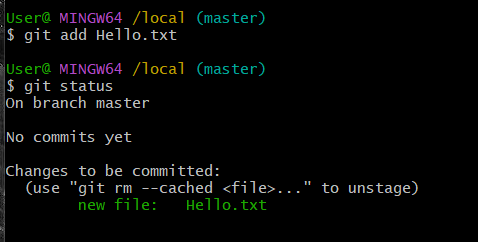 User@ MINGW64 /local (master)
$ git add Hello.txt
User@ MINGW64 /local (master)
$ git status
On branch master
No commits yet
Changes to be committed:
(use "git rm --cached <file>..." to unstage)
new file: Hello.txt